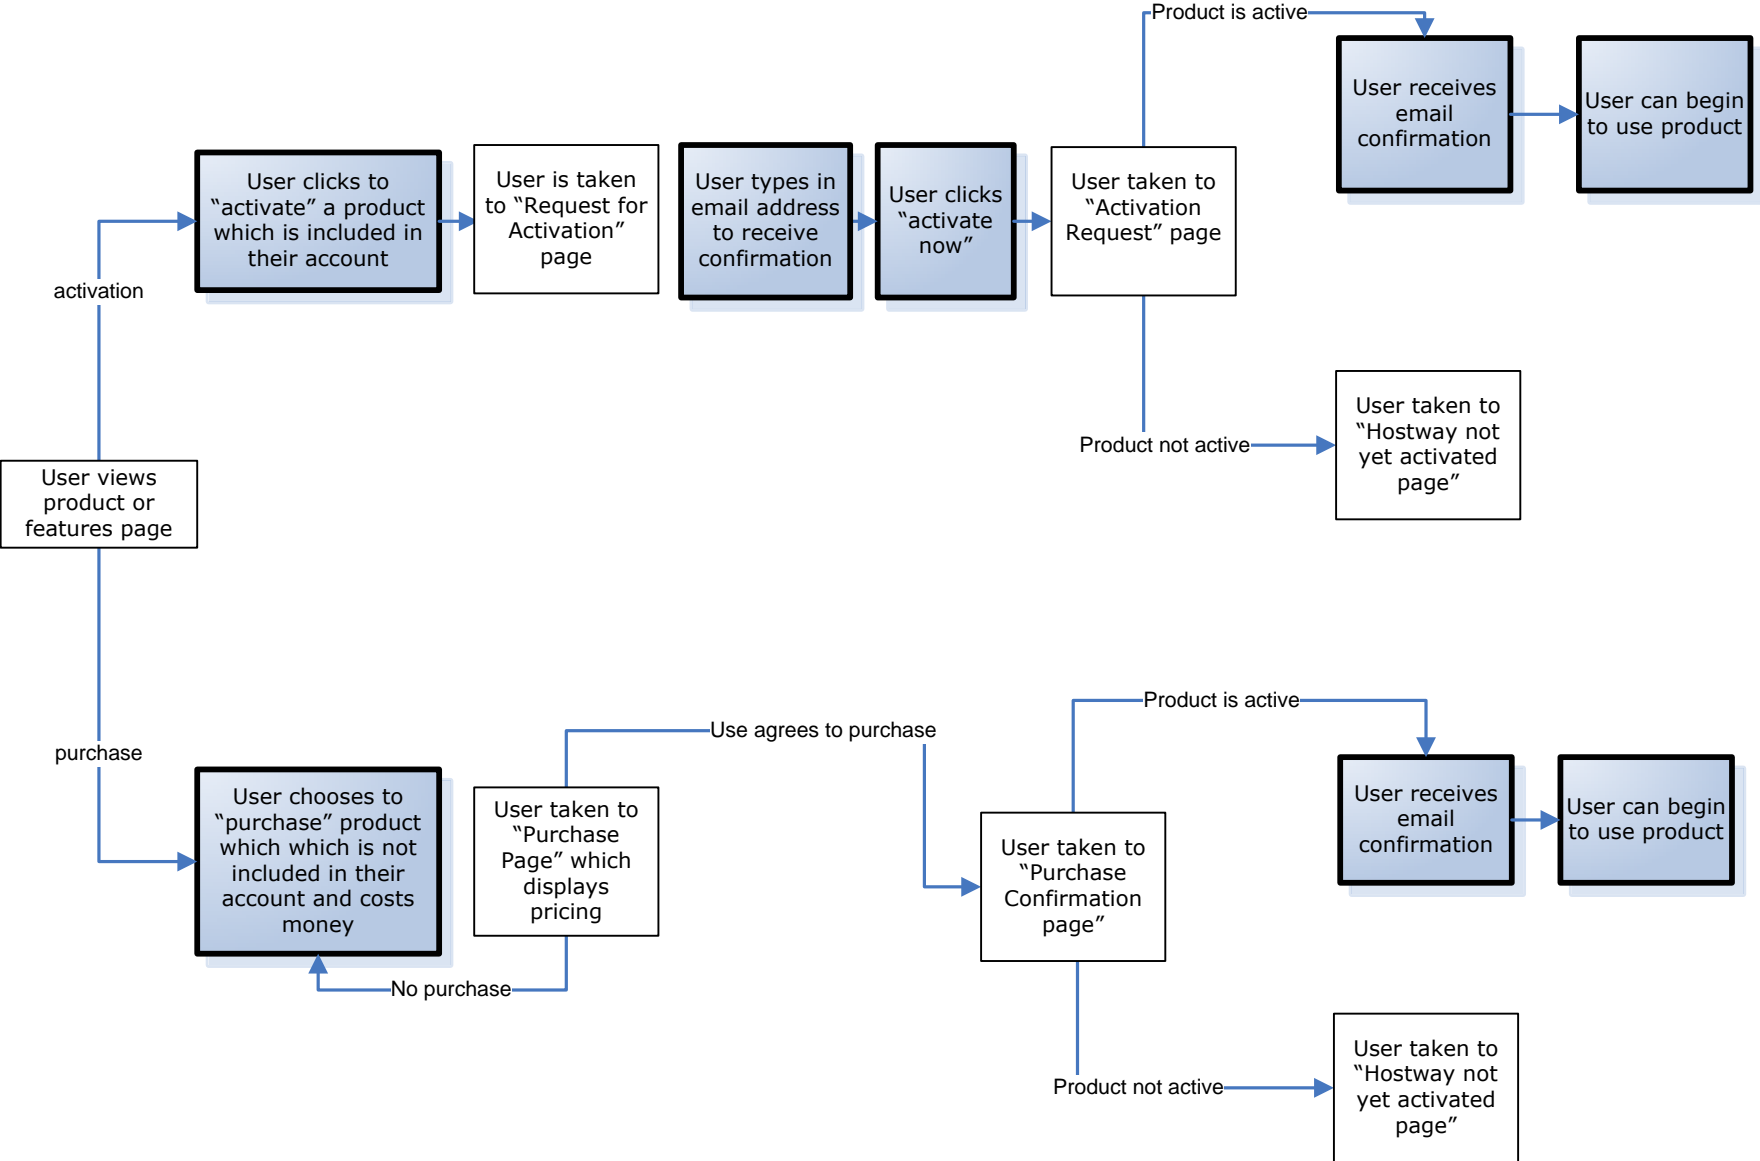 Product is active
User receives
email
confirmation
User can begin
to use product
User clicks to
“activate” a product
which is included in
their account
User is taken
to “Request for
Activation”
page
User types in
email address
to receive
confirmation
User clicks
“activate
now”
User taken to
“Activation
Request” page
activation
Product not active
User taken to
“Hostway not
yet activated
page”
User views
product or
features page
purchase
User chooses to
“purchase” product
which which is not
included in their
account and costs
money
User taken to
“Purchase
Page” which
displays
pricing
No purchase
Use agrees to purchase
User taken to
“Purchase
Confirmation
page”
Product is active
User receives
email
confirmation
User can begin
to use product
Product not active
User taken to
“Hostway not
yet activated
page”